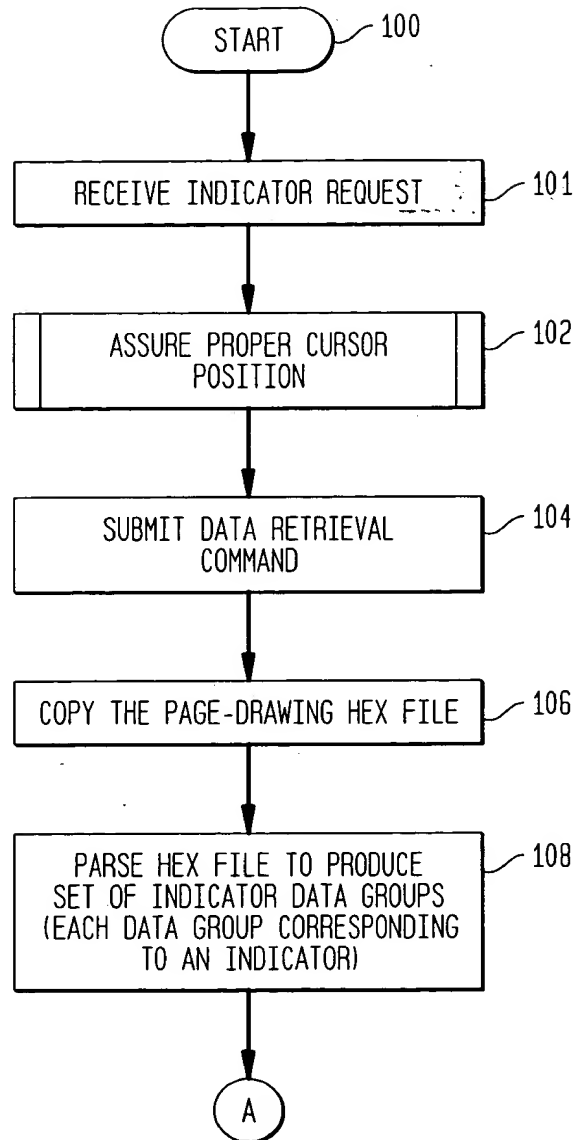 START
100
RECEIVE INDICATOR REQUEST
101
ASSURE PROPER CURSOR
POSITION
102
SUBMIT DATA RETRIEVAL
COMMAND
104
COPY THE PAGE-DRAWING HEX FILE
106
PARSE HEX FILE TO PRODUCE
SET OF INDICATOR DATA GROUPS
(EACH DATA GROUP CORRESPONDING
TO AN INDICATOR)
108
A